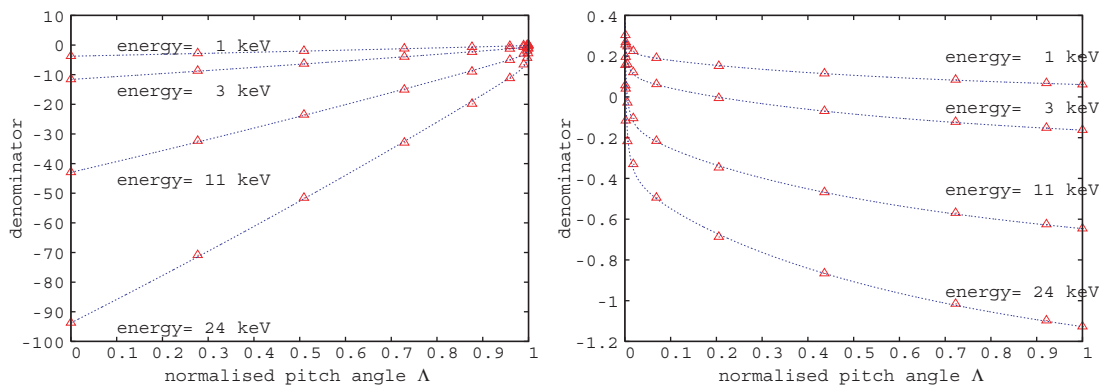 10
0
-10
-20
-30
-40
-50
-60
-70
-80
-90
-100
denominator
energy= 1 keV
energy= 3 keV
energy= 11 keV
energy= 24 keV
0 0.1 0.2 0.3 0.4 0.5 0.6 0.7 0.8 0.9 1
normalised pitch angle Λ
0.4
0.2
0
-0.2
-0.4
-0.6
-0.8
-1
-1.2
denominator
energy= 1 keV
energy= 3 keV
energy= 11 keV
energy= 24 keV
0 0.1 0.2 0.3 0.4 0.5 0.6 0.7 0.8 0.9 1
normalised pitch angle Λ